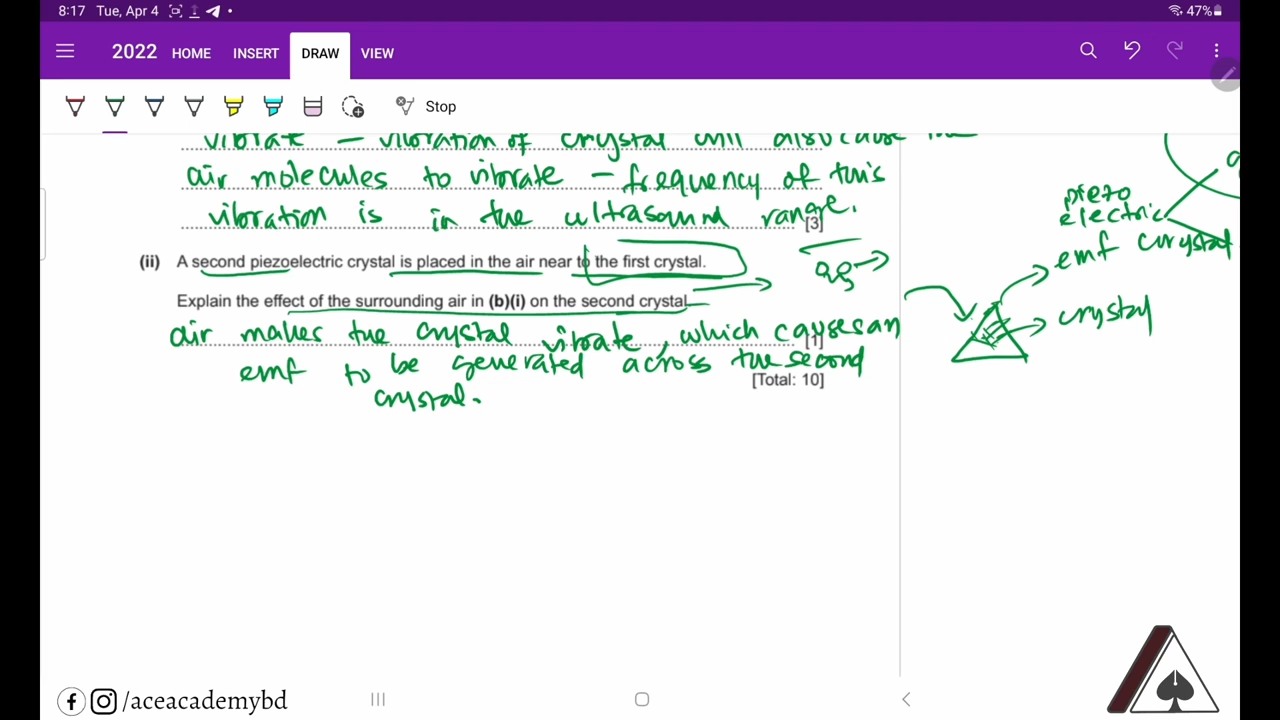 8:17 Tue, Apr 4
47%
2022 HOME INSERT DRAW VIEW
Stop
vibrate — vibration of crystal will also cause the
air molecules to vibrate — frequency of this
vibration is in the ultrasound range.
[3]
piezo
electric
emf crystal
(ii) A second piezoelectric crystal is placed in the air near to the first crystal.
Explain the effect of the surrounding air in (b)(i) on the second crystal
crystal
air makes the crystal vibrate, which causes an
[1]
emf to be generated across the second
[Total: 10]
crystal.
/aceacademybd